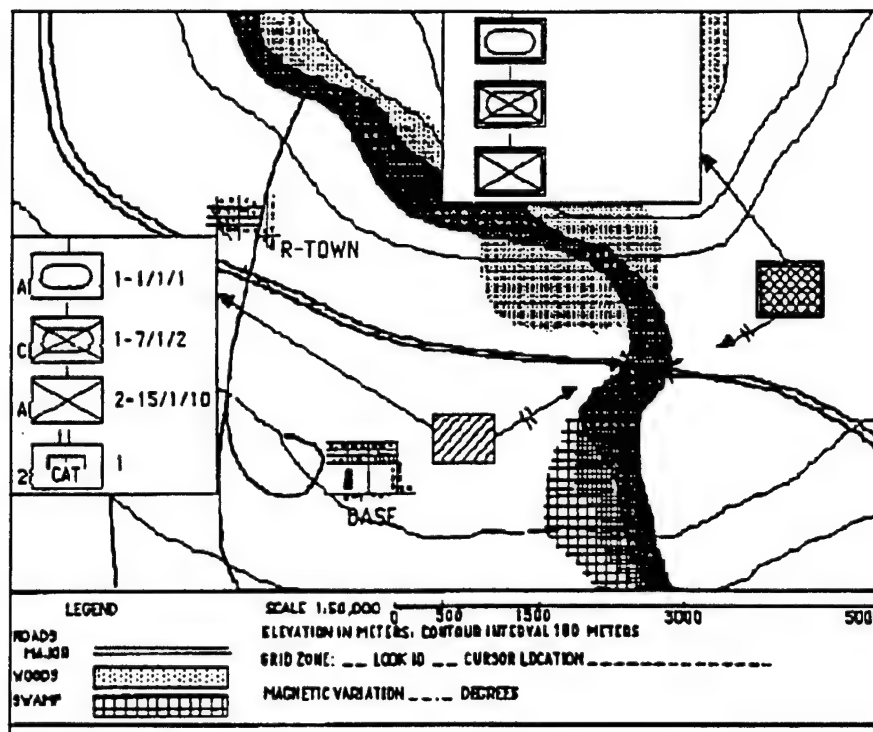 R-TOWN
A 1-1/1/1
C 1-7/1/2
A 2-15/1/10
2 CAT 1
BASE
LEGEND
SCALE 1:50,000 0 500 1500 3000 500
ROADS
MAJOR
ELEVATION IN METERS: CONTOUR INTERVAL 100 METERS
GRID ZONE: __ LOOK ID __ CURSOR LOCATION
WOODS
SWAMP
MAGNETIC VARIATION __.__ DEGREES